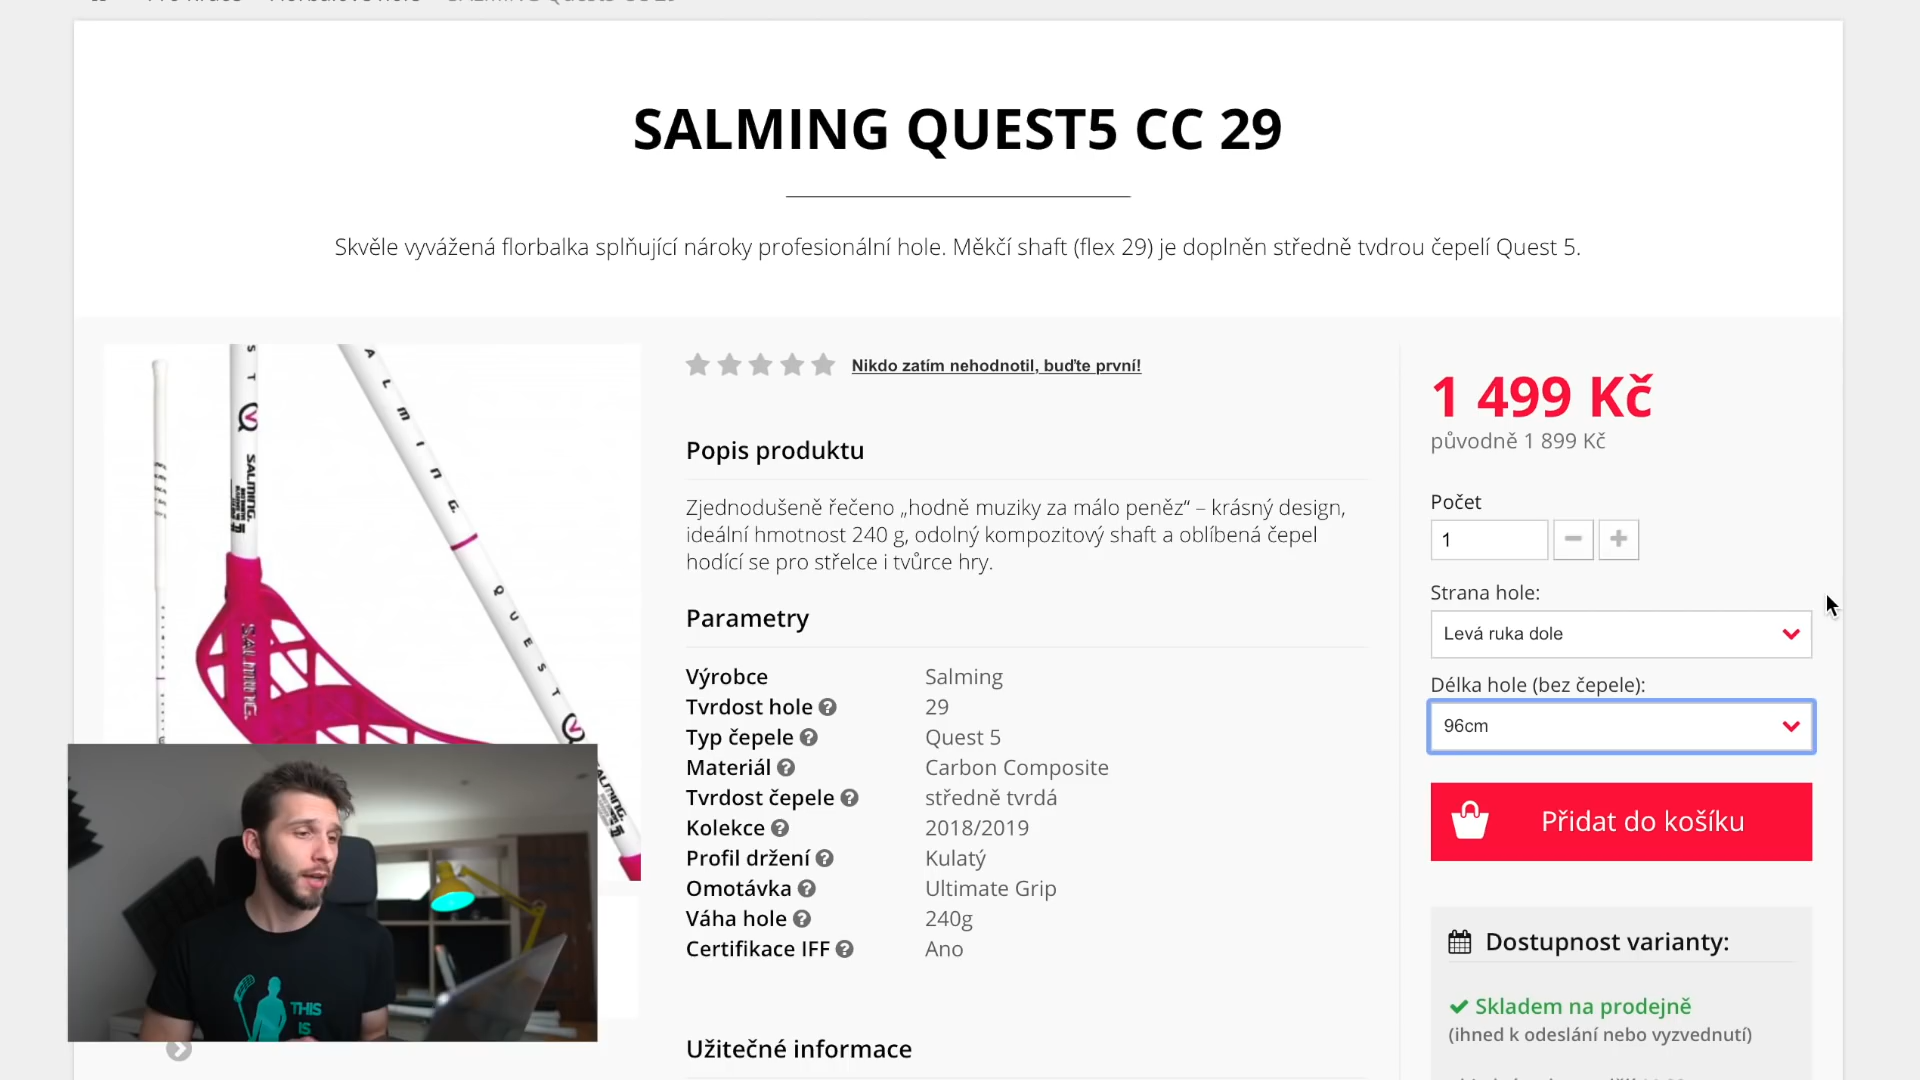 SALMING QUEST5 CC 29
Skvěle vyvážená florbalka splňující nároky profesionální hole. Měkčí shaft (flex 29) je doplněn středně tvdrou čepelí Quest 5.
Nikdo zatím nehodnotil, buďte první!
Popis produktu
Zjednodušeně řečeno „hodně muziky za málo peněz“ – krásný design,
ideální hmotnost 240 g, odolný kompozitový shaft a oblíbená čepel
hodící se pro střelce i tvůrce hry.
Parametry
Výrobce Salming
Tvrdost hole 29
Typ čepele Quest 5
Materiál Carbon Composite
Tvrdost čepele středně tvrdá
Kolekce 2018/2019
Profil držení Kulatý
Omotávka Ultimate Grip
Váha hole 240g
Certifikace IFF Ano
Užitečné informace
1 499 Kč
původně 1 899 Kč
Počet
1
Strana hole:
Levá ruka dole
Délka hole (bez čepele):
96cm
Přidat do košíku
Dostupnost varianty:
Skladem na prodejně
(ihned k odeslání nebo vyzvednutí)
SALMING.
SALMING.
QUEST
THIS
IS